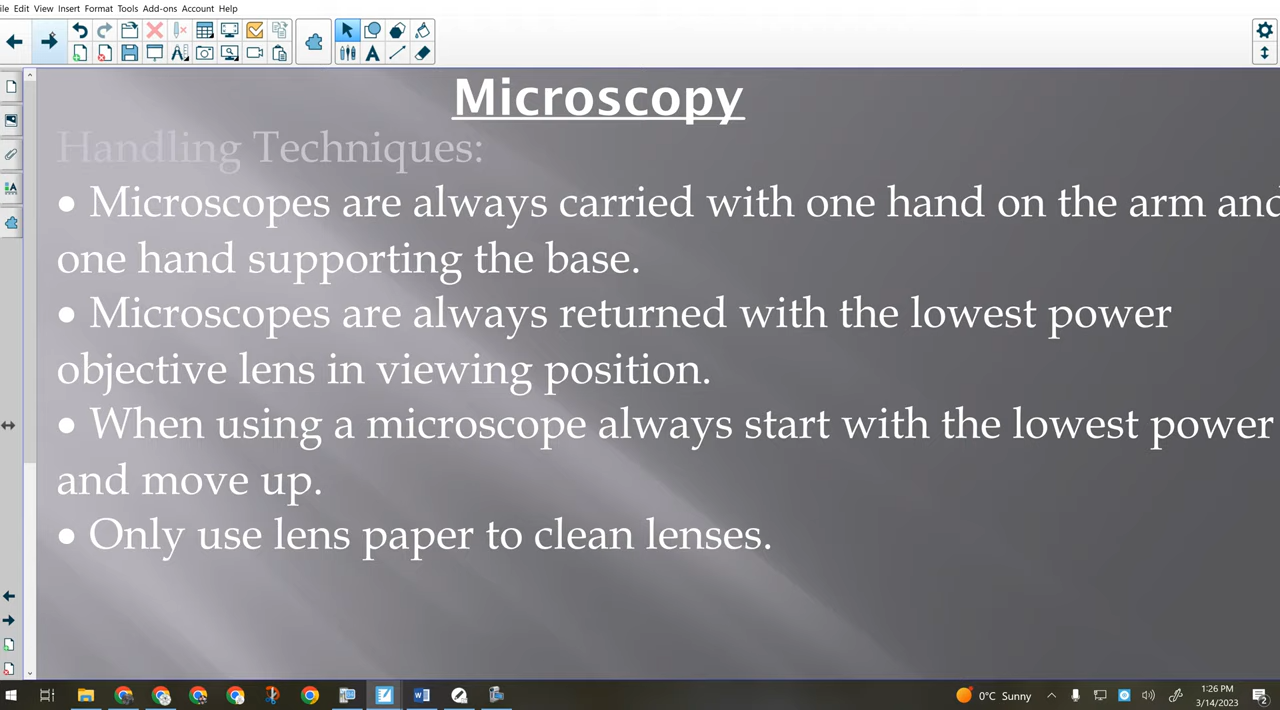 ile Edit View Insert Format Tools Add-ons Account Help
Microscopy
Handling Techniques:
• Microscopes are always carried with one hand on the arm and
one hand supporting the base.
• Microscopes are always returned with the lowest power
objective lens in viewing position.
• When using a microscope always start with the lowest power
and move up.
• Only use lens paper to clean lenses.
0°C Sunny
1:26 PM
3/14/2023
2